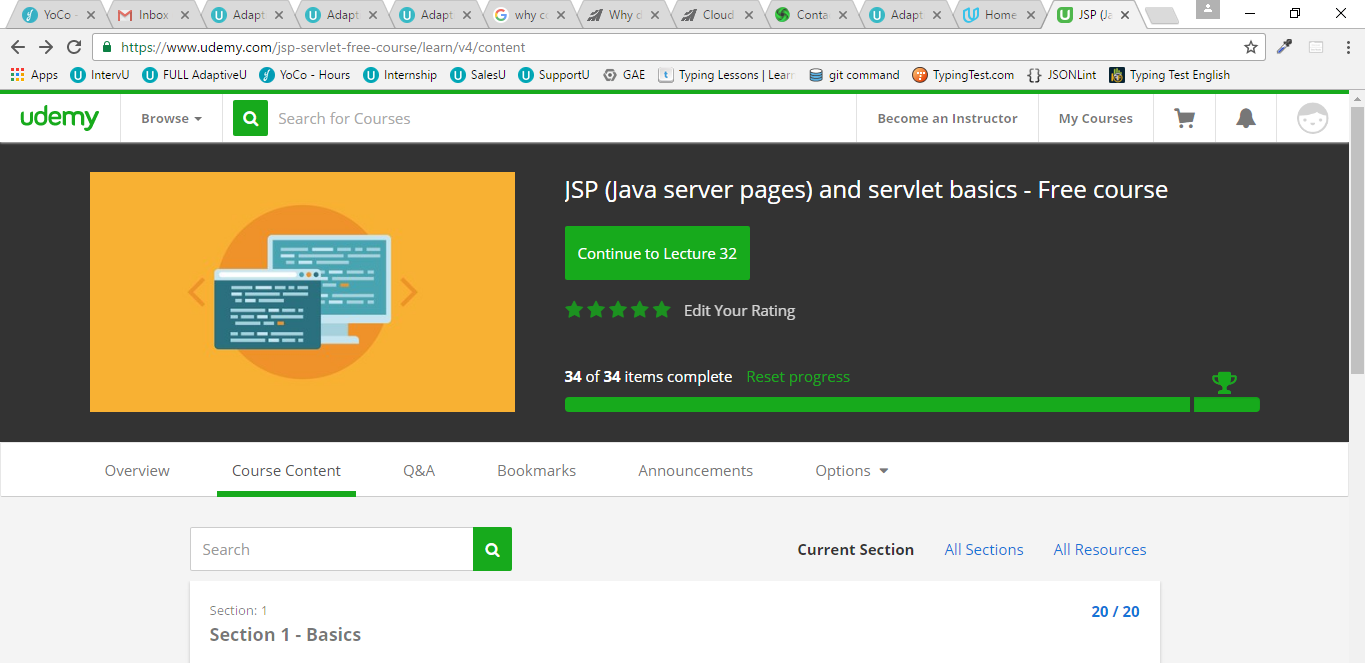 YoCo -
Inbox
Adapt
Adapt
Adapt
why c
Why d
Cloud
Conta
Adapt
Home
JSP (Ja
https://www.udemy.com/jsp-servlet-free-course/learn/v4/content
Apps IntervU FULL AdaptiveU YoCo - Hours Internship SalesU SupportU GAE Typing Lessons | Lear git command TypingTest.com JSONLint Typing Test English
udemy Browse Search for Courses Become an Instructor My Courses
JSP (Java server pages) and servlet basics - Free course
Continue to Lecture 32
Edit Your Rating
34 of 34 items complete Reset progress
Overview Course Content Q&A Bookmarks Announcements Options
Search Current Section All Sections All Resources
Section: 1
20 / 20
Section 1 - Basics